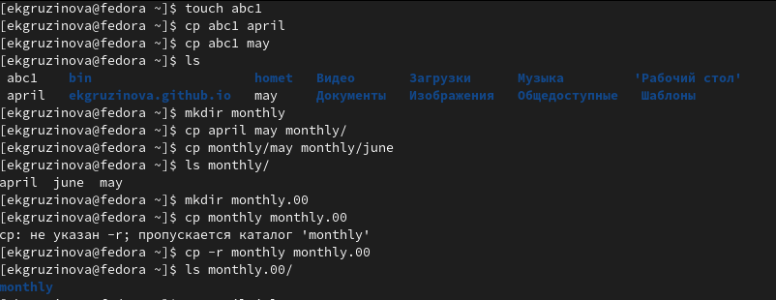 [ekgruzinova@fedora ~]$ touch abc1
[ekgruzinova@fedora ~]$ cp abc1 april
[ekgruzinova@fedora ~]$ cp abc1 may
[ekgruzinova@fedora ~]$ ls
abc1 bin homet Видео Загрузки Музыка 'Рабочий стол'
april ekgruzinova.github.io may Документы Изображения Общедоступные Шаблоны
[ekgruzinova@fedora ~]$ mkdir monthly
[ekgruzinova@fedora ~]$ cp april may monthly/
[ekgruzinova@fedora ~]$ cp monthly/may monthly/june
[ekgruzinova@fedora ~]$ ls monthly/
april june may
[ekgruzinova@fedora ~]$ mkdir monthly.00
[ekgruzinova@fedora ~]$ cp monthly monthly.00
cp: не указан -r; пропускается каталог 'monthly'
[ekgruzinova@fedora ~]$ cp -r monthly monthly.00
[ekgruzinova@fedora ~]$ ls monthly.00/
monthly